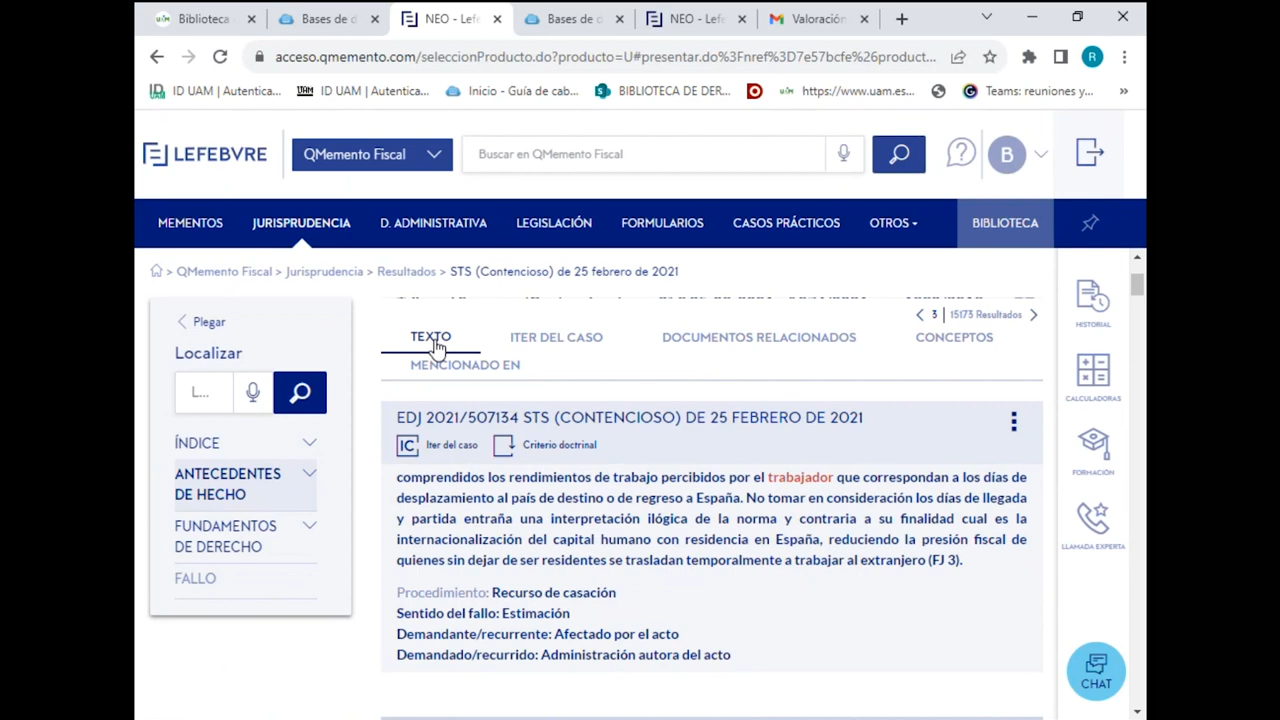 Biblioteca
Bases de d
NEO - Lef
Bases de d
NEO - Lef
Valoración
acceso.qmemento.com/seleccionProducto.do?producto=U#presentar.do%3Fnref%3D7e57bcfe%26product...
R
ID UAM | Autentica...
ID UAM | Autentica...
Inicio - Guía de cab...
BIBLIOTECA DE DER...
https://www.uam.es...
Teams: reuniones y...
»
LEFEBVRE
QMemento Fiscal
Buscar en QMemento Fiscal
B
MEMENTOS
JURISPRUDENCIA
D. ADMINISTRATIVA
LEGISLACIÓN
FORMULARIOS
CASOS PRÁCTICOS
OTROS
BIBLIOTECA
> QMemento Fiscal > Jurisprudencia > Resultados > STS (Contencioso) de 25 febrero de 2021
Plegar
Localizar
L...
ÍNDICE
ANTECEDENTES
DE HECHO
FUNDAMENTOS
DE DERECHO
FALLO
3 | 15173 Resultados
TEXTO
ITER DEL CASO
DOCUMENTOS RELACIONADOS
CONCEPTOS
MENCIONADO EN
EDJ 2021/507134 STS (CONTENCIOSO) DE 25 FEBRERO DE 2021
IC Iter del caso
Criterio doctrinal
comprendidos los rendimientos de trabajo percibidos por el trabajador que correspondan a los días de
desplazamiento al país de destino o de regreso a España. No tomar en consideración los días de llegada
y partida entraña una interpretación ilógica de la norma y contraria a su finalidad cual es la
internacionalización del capital humano con residencia en España, reduciendo la presión fiscal de
quienes sin dejar de ser residentes se trasladan temporalmente a trabajar al extranjero (FJ 3).
Procedimiento: Recurso de casación
Sentido del fallo: Estimación
Demandante/recurrente: Afectado por el acto
Demandado/recurrido: Administración autora del acto
HISTORIAL
CALCULADORAS
FORMACIÓN
LLAMADA EXPERTA
CHAT